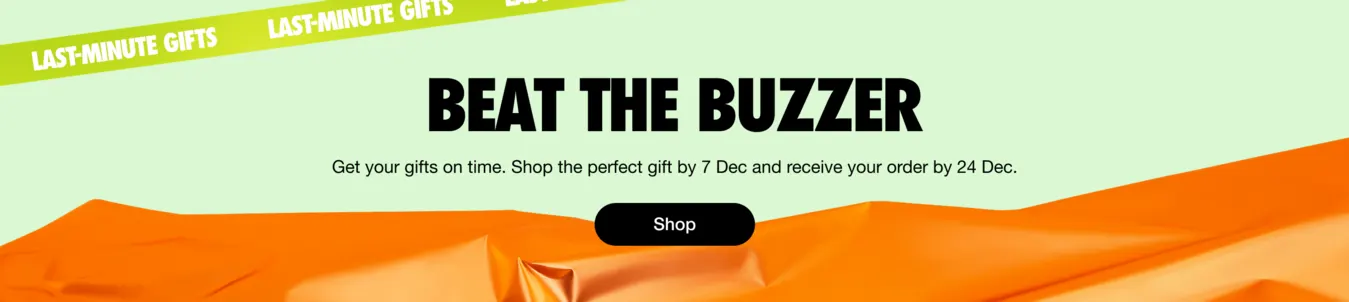 LAST-MINUTE GIFTS LAST-MINUTE GIFTS
BEAT THE BUZZER
Get your gifts on time. Shop the perfect gift by 7 Dec and receive your order by 24 Dec.
Shop